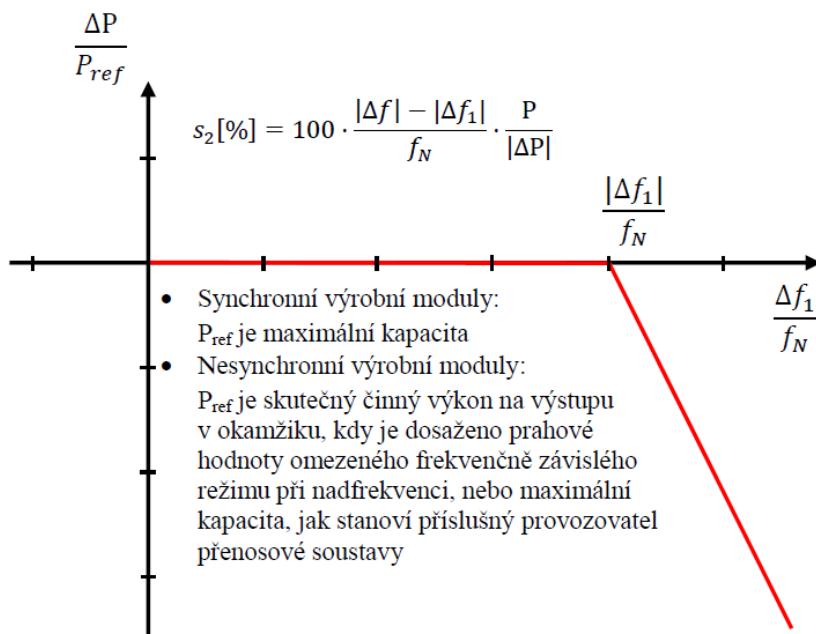 ΔP
P_ref
s₂[%] = 100 · (|Δf| − |Δf₁|)/f_N · P/|ΔP|
|Δf₁|
f_N
• Synchronní výrobní moduly:
P_ref je maximální kapacita
Δf₁
f_N
• Nesynchronní výrobní moduly:
P_ref je skutečný činný výkon na výstupu
v okamžiku, kdy je dosaženo prahové
hodnoty omezeného frekvenčně závislého
režimu při nadfrekvenci, nebo maximální
kapacita, jak stanoví příslušný provozovatel
přenosové soustavy